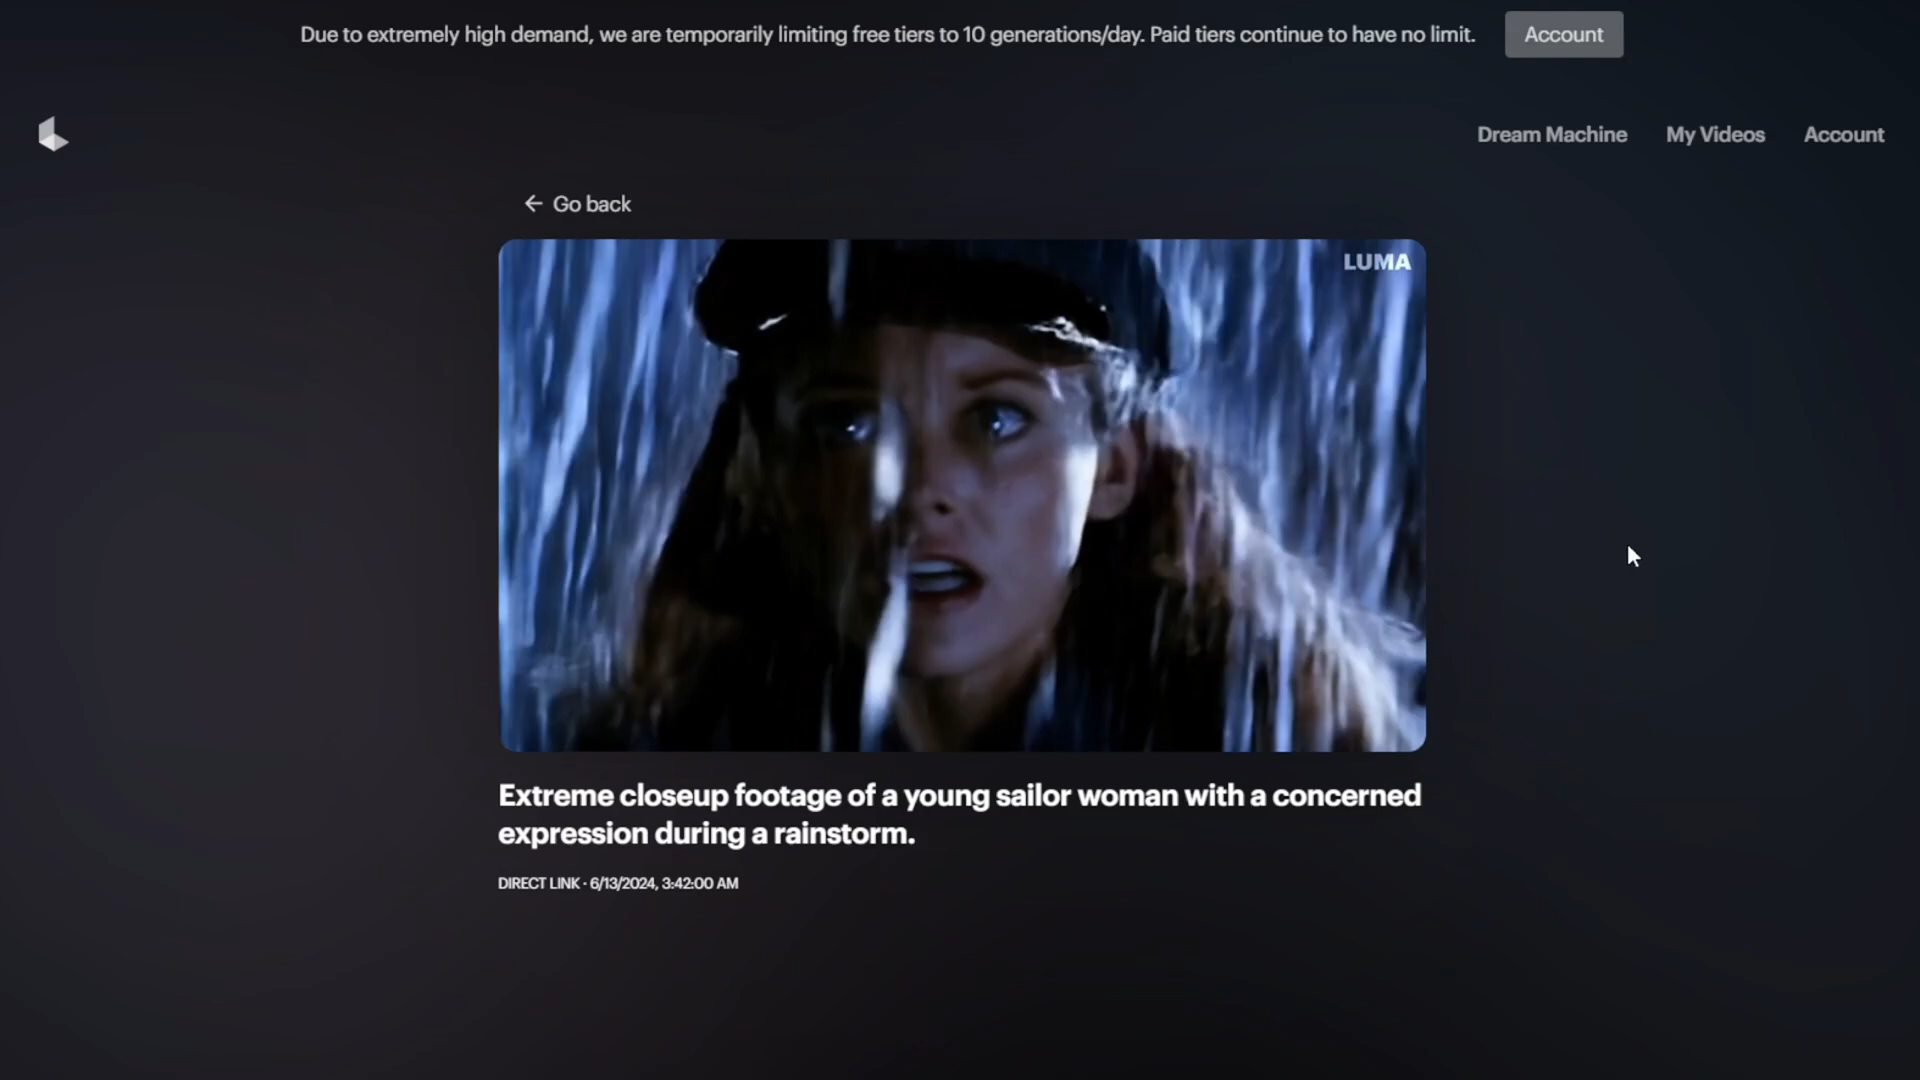 Due to extremely high demand, we are temporarily limiting free tiers to 10 generations/day. Paid tiers continue to have no limit.
Account
Dream Machine
My Videos
Account
← Go back
LUMA
Extreme closeup footage of a young sailor woman with a concerned
expression during a rainstorm.
DIRECT LINK · 6/13/2024, 3:42:00 AM